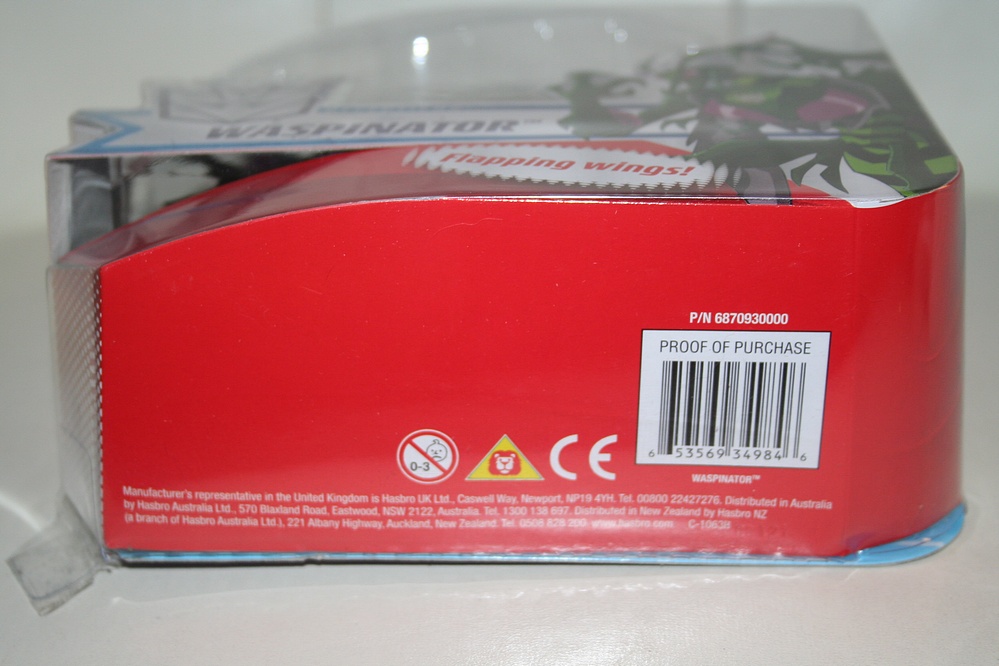 WASPINATOR™
Flapping wings!
P/N 6870930000
PROOF OF PURCHASE
6 53569 34984 6
WASPINATOR™
0-3
CE
Manufacturer's representative in the United Kingdom is Hasbro UK Ltd., Caswell Way, Newport, NP19 4YH. Tel. 00800 22427276. Distributed in Australia
by Hasbro Australia Ltd., 570 Blaxland Road, Eastwood, NSW 2122, Australia. Tel. 1300 138 697. Distributed in New Zealand by Hasbro NZ
(a branch of Hasbro Australia Ltd.), 221 Albany Highway, Auckland, New Zealand. Tel. 0508 828 200 www.hasbro.com C-1063B